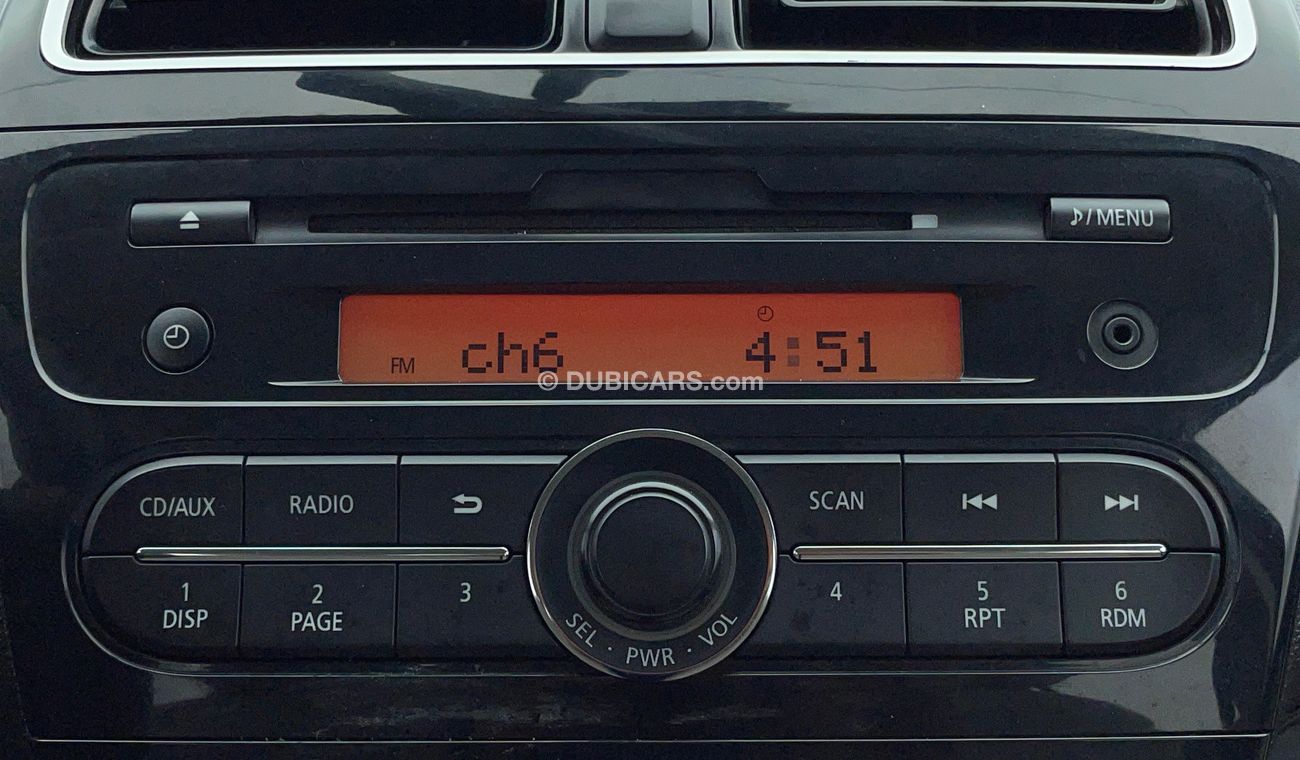 ♪/MENU
FM ch6 4:51
© DUBICARS.com
CD/AUX RADIO SCAN
1 2 3 4 5 6
DISP PAGE RPT RDM
SEL · PWR · VOL